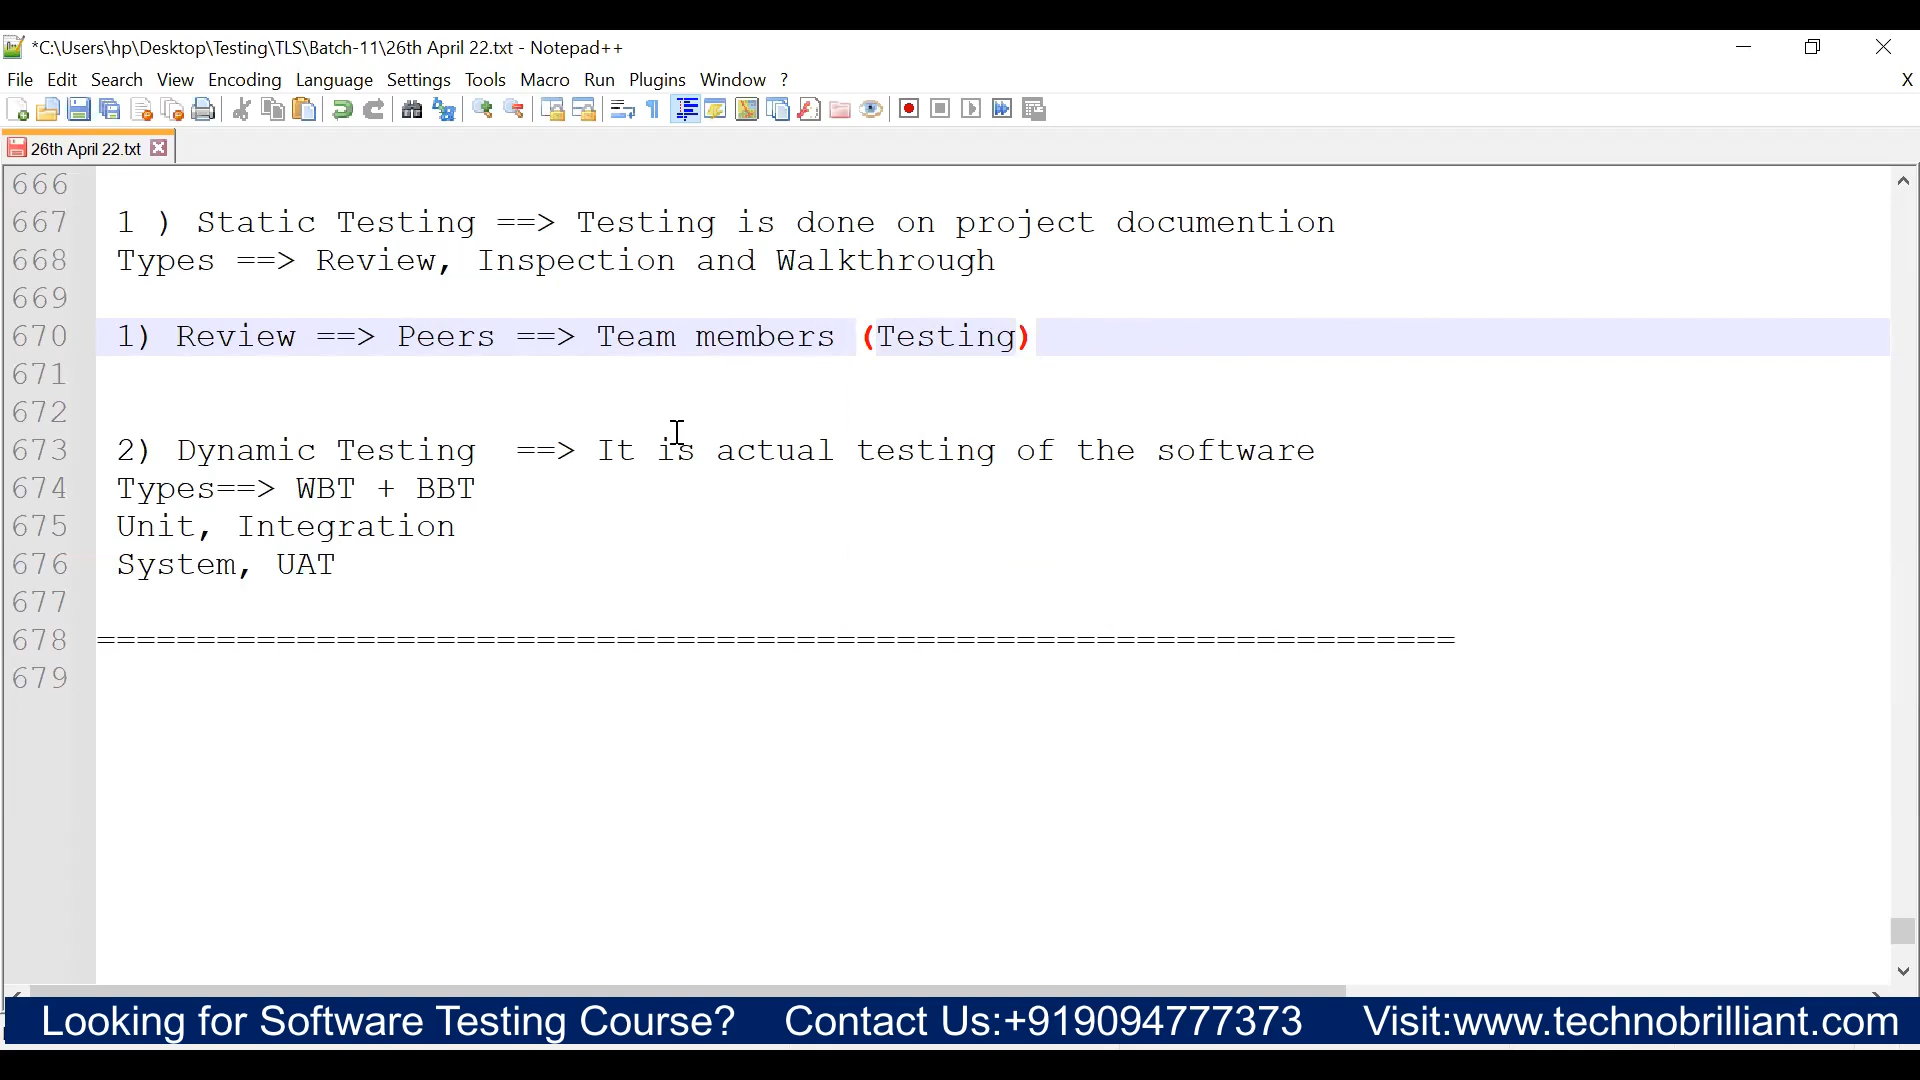 *C:\Users\hp\Desktop\Testing\TLS\Batch-11\26th April 22.txt - Notepad++
File Edit Search View Encoding Language Settings Tools Macro Run Plugins Window ? X
26th April 22.txt
666
667 1 ) Static Testing ==> Testing is done on project documention
668 Types ==> Review, Inspection and Walkthrough
669
670 1) Review ==> Peers ==> Team members (Testing)
671
672
673 2) Dynamic Testing ==> It is actual testing of the software
674 Types==> WBT + BBT
675 Unit, Integration
676 System, UAT
677
678 ====================================================================
679
Looking for Software Testing Course? Contact Us:+919094777373 Visit:www.technobrilliant.com